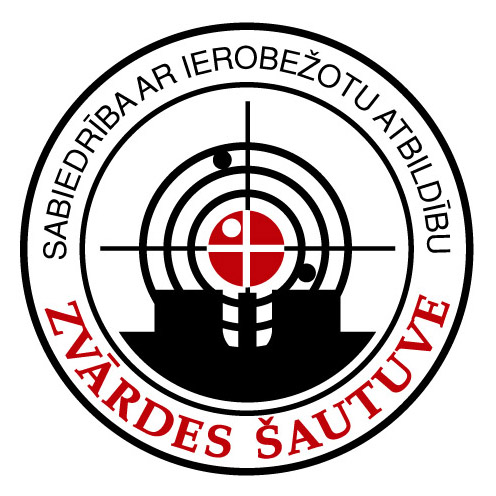 SABIEDRĪBA AR IEROBEŽOTU ATBILDĪBU
ZVĀRDES ŠAUTUVE